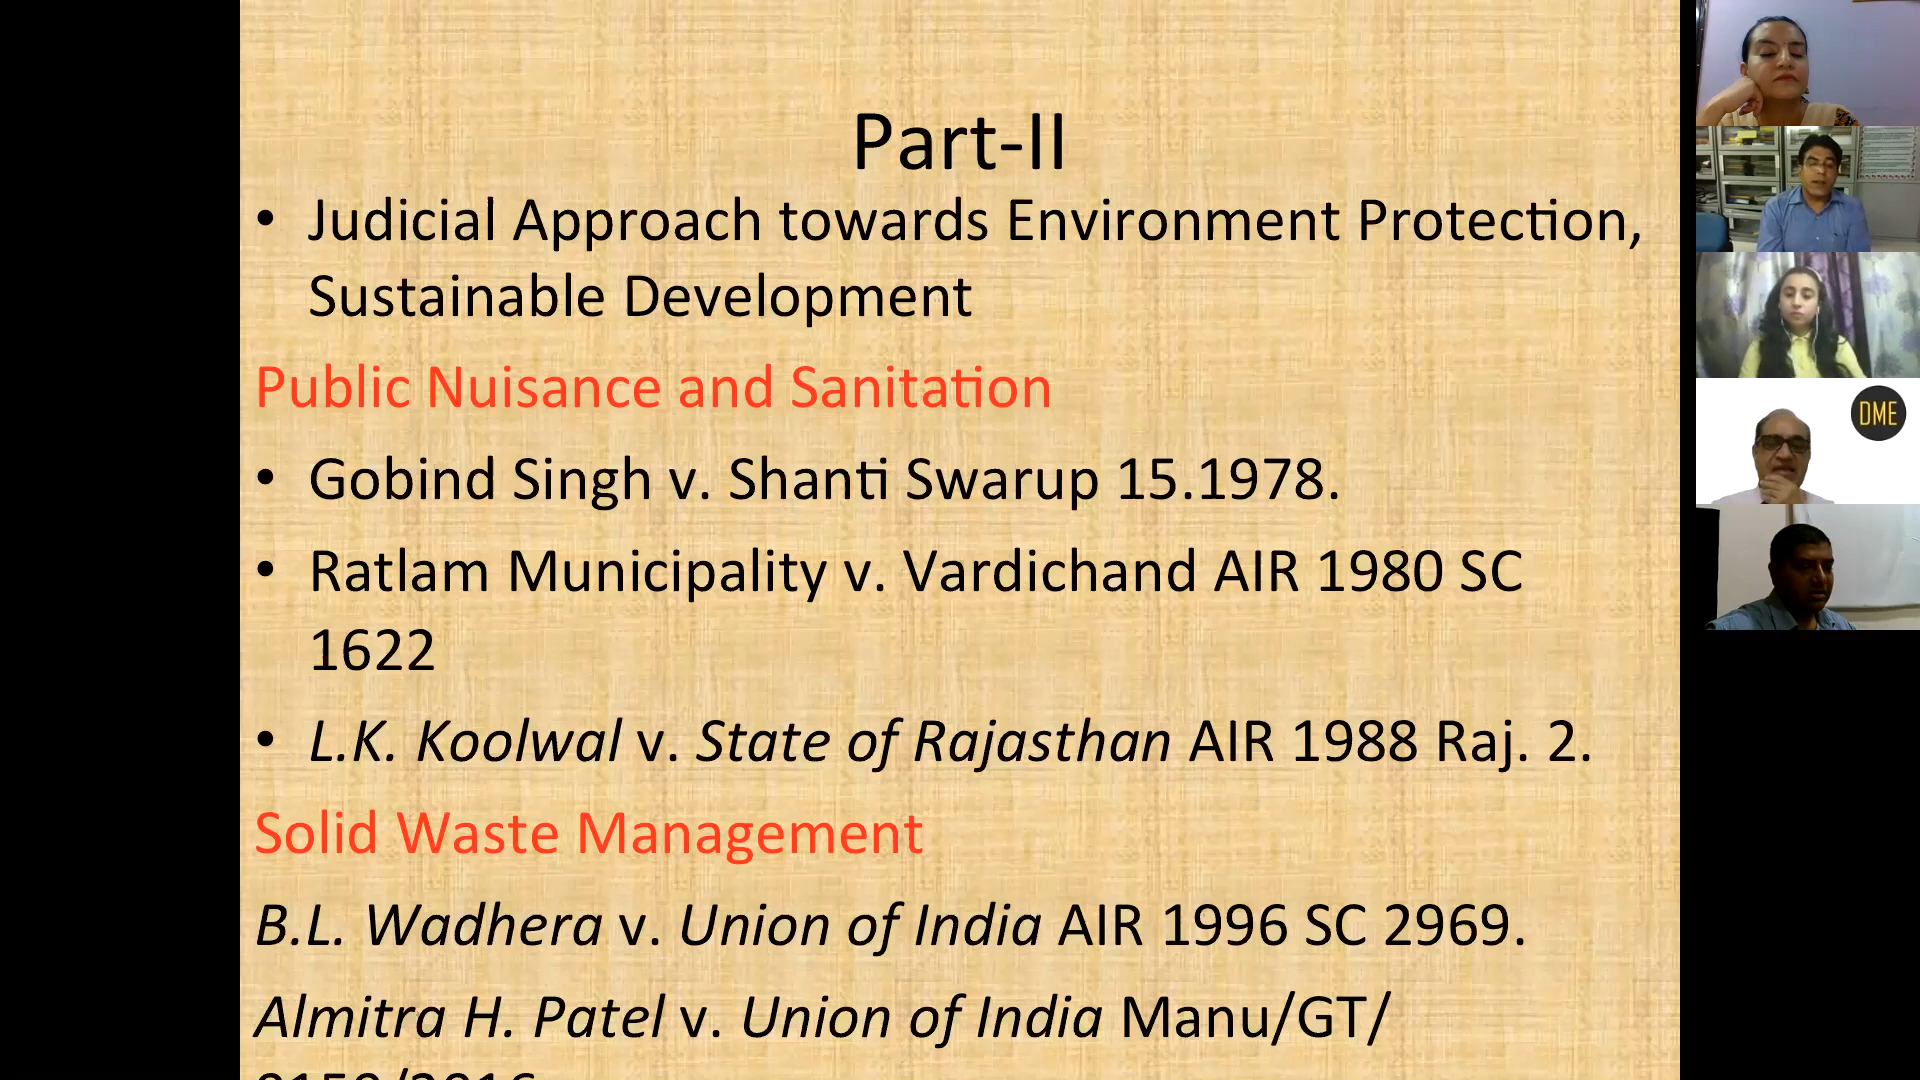 Part-II
• Judicial Approach towards Environment Protection,
Sustainable Development
Public Nuisance and Sanitation
• Gobind Singh v. Shanti Swarup 15.1978.
• Ratlam Municipality v. Vardichand AIR 1980 SC
1622
• L.K. Koolwal v. State of Rajasthan AIR 1988 Raj. 2.
Solid Waste Management
B.L. Wadhera v. Union of India AIR 1996 SC 2969.
Almitra H. Patel v. Union of India Manu/GT/
DME